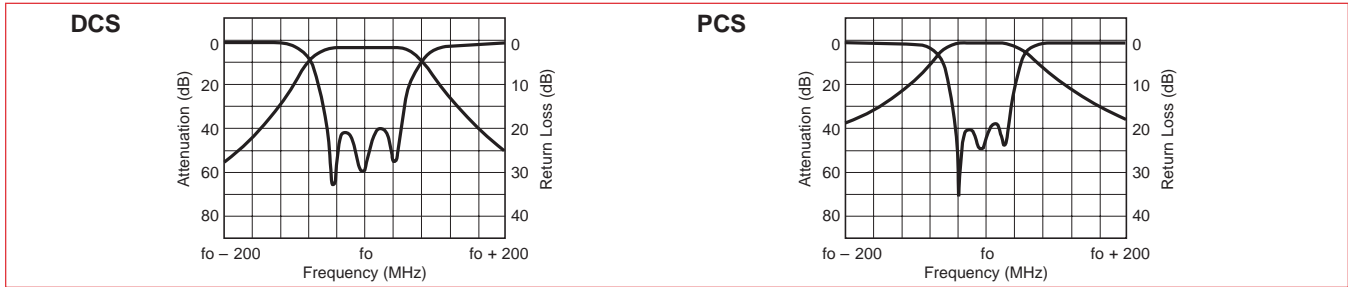 DCS
0
20
40
60
80
Attenuation (dB)
0
10
20
30
40
Return Loss (dB)
fo – 200
fo
fo + 200
Frequency (MHz)
PCS
0
20
40
60
80
Attenuation (dB)
0
10
20
30
40
Return Loss (dB)
fo – 200
fo
fo + 200
Frequency (MHz)